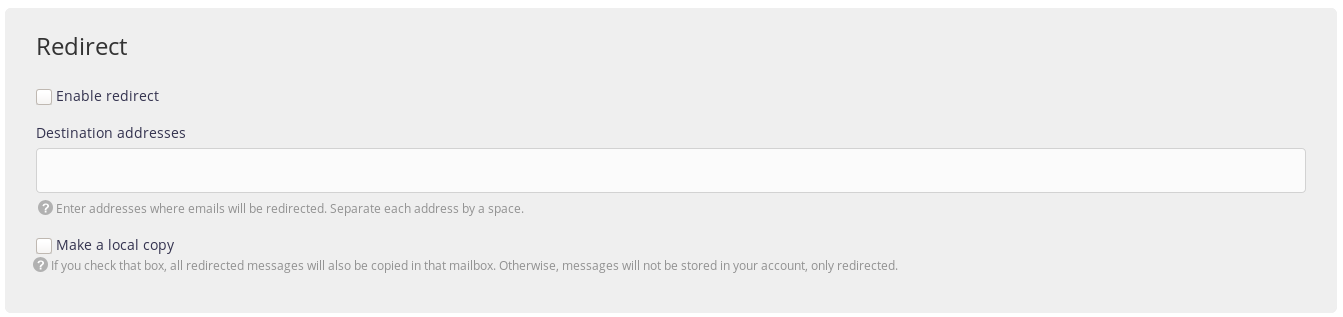 Redirect
Enable redirect
Destination addresses
? Enter addresses where emails will be redirected. Separate each address by a space.
Make a local copy
? If you check that box, all redirected messages will also be copied in that mailbox. Otherwise, messages will not be stored in your account, only redirected.